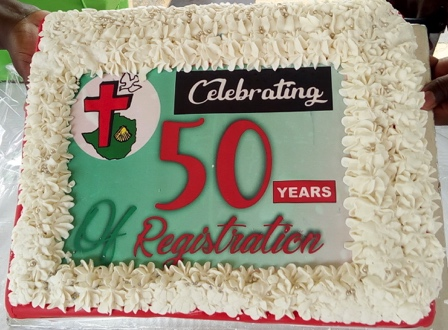 Celebrating
50
YEARS
Of Registration